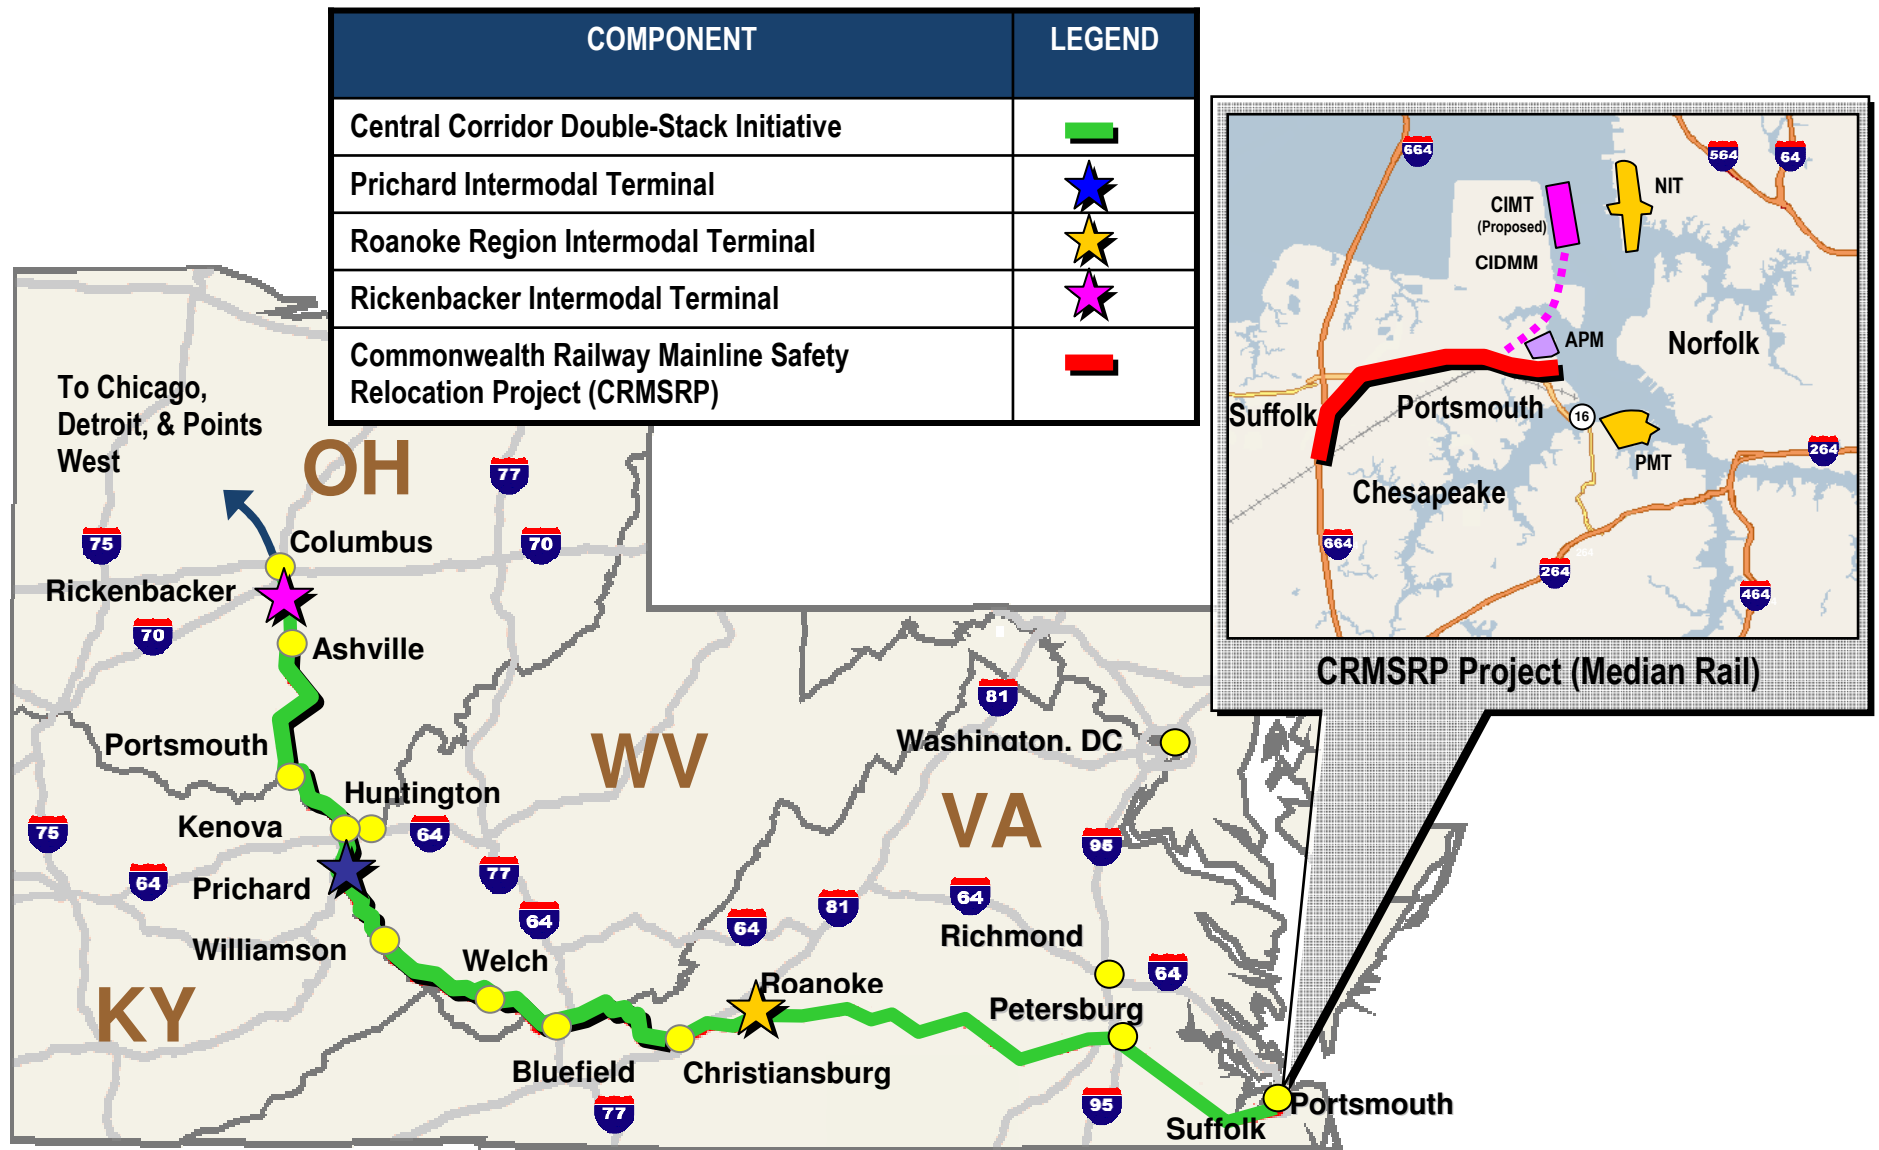 COMPONENT LEGEND
Central Corridor Double-Stack Initiative
Prichard Intermodal Terminal
Roanoke Region Intermodal Terminal
Rickenbacker Intermodal Terminal
Commonwealth Railway Mainline Safety
Relocation Project (CRMSRP)
To Chicago,
Detroit, & Points
West
OH
77
75
70
Columbus
Rickenbacker
70
Ashville
Portsmouth
Huntington
Kenova
75
64
64
Prichard
77
64
Williamson
Welch
KY
WV
Bluefield
77
Christiansburg
Roanoke
64
81
81
Washington, DC
VA
95
64
Richmond
64
Petersburg
95
Suffolk
Portsmouth
664
564
64
NIT
CIMT
(Proposed)
CIDMM
APM
Norfolk
Suffolk
Portsmouth
16
PMT
264
Chesapeake
664
264
264
464
CRMSRP Project (Median Rail)